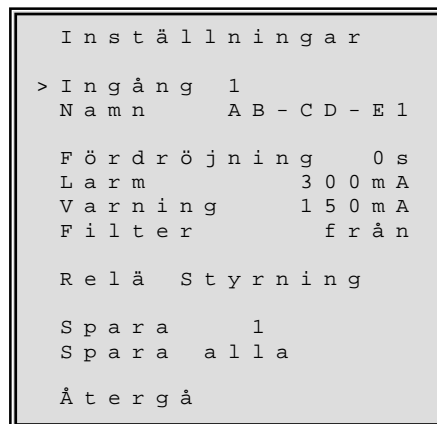 Inställningar
> Ingång 1
Namn AB-CD-E1
Fördröjning 0s
Larm 300mA
Varning 150mA
Filter från
Relä Styrning
Spara 1
Spara alla
Återgå